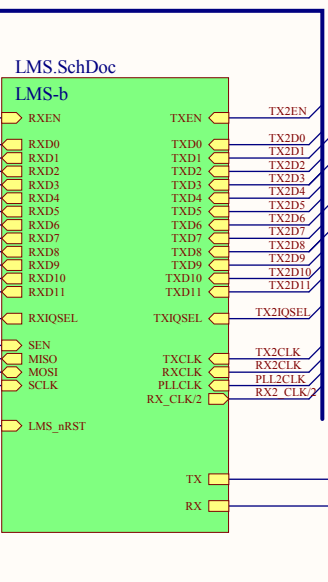 LMS.SchDoc
LMS-b
RXEN TXEN TX2EN
RXD0 TXD0 TX2D0
RXD1 TXD1 TX2D1
RXD2 TXD2 TX2D2
RXD3 TXD3 TX2D3
RXD4 TXD4 TX2D4
RXD5 TXD5 TX2D5
RXD6 TXD6 TX2D6
RXD7 TXD7 TX2D7
RXD8 TXD8 TX2D8
RXD9 TXD9 TX2D9
RXD10 TXD10 TX2D10
RXD11 TXD11 TX2D11
RXIQSEL TXIQSEL TX2IQSEL
SEN
MISO TXCLK TX2CLK
MOSI RXCLK RX2CLK
SCLK PLLCLK PLL2CLK
RX_CLK/2 RX2_CLK/2
LMS_nRST
TX
RX